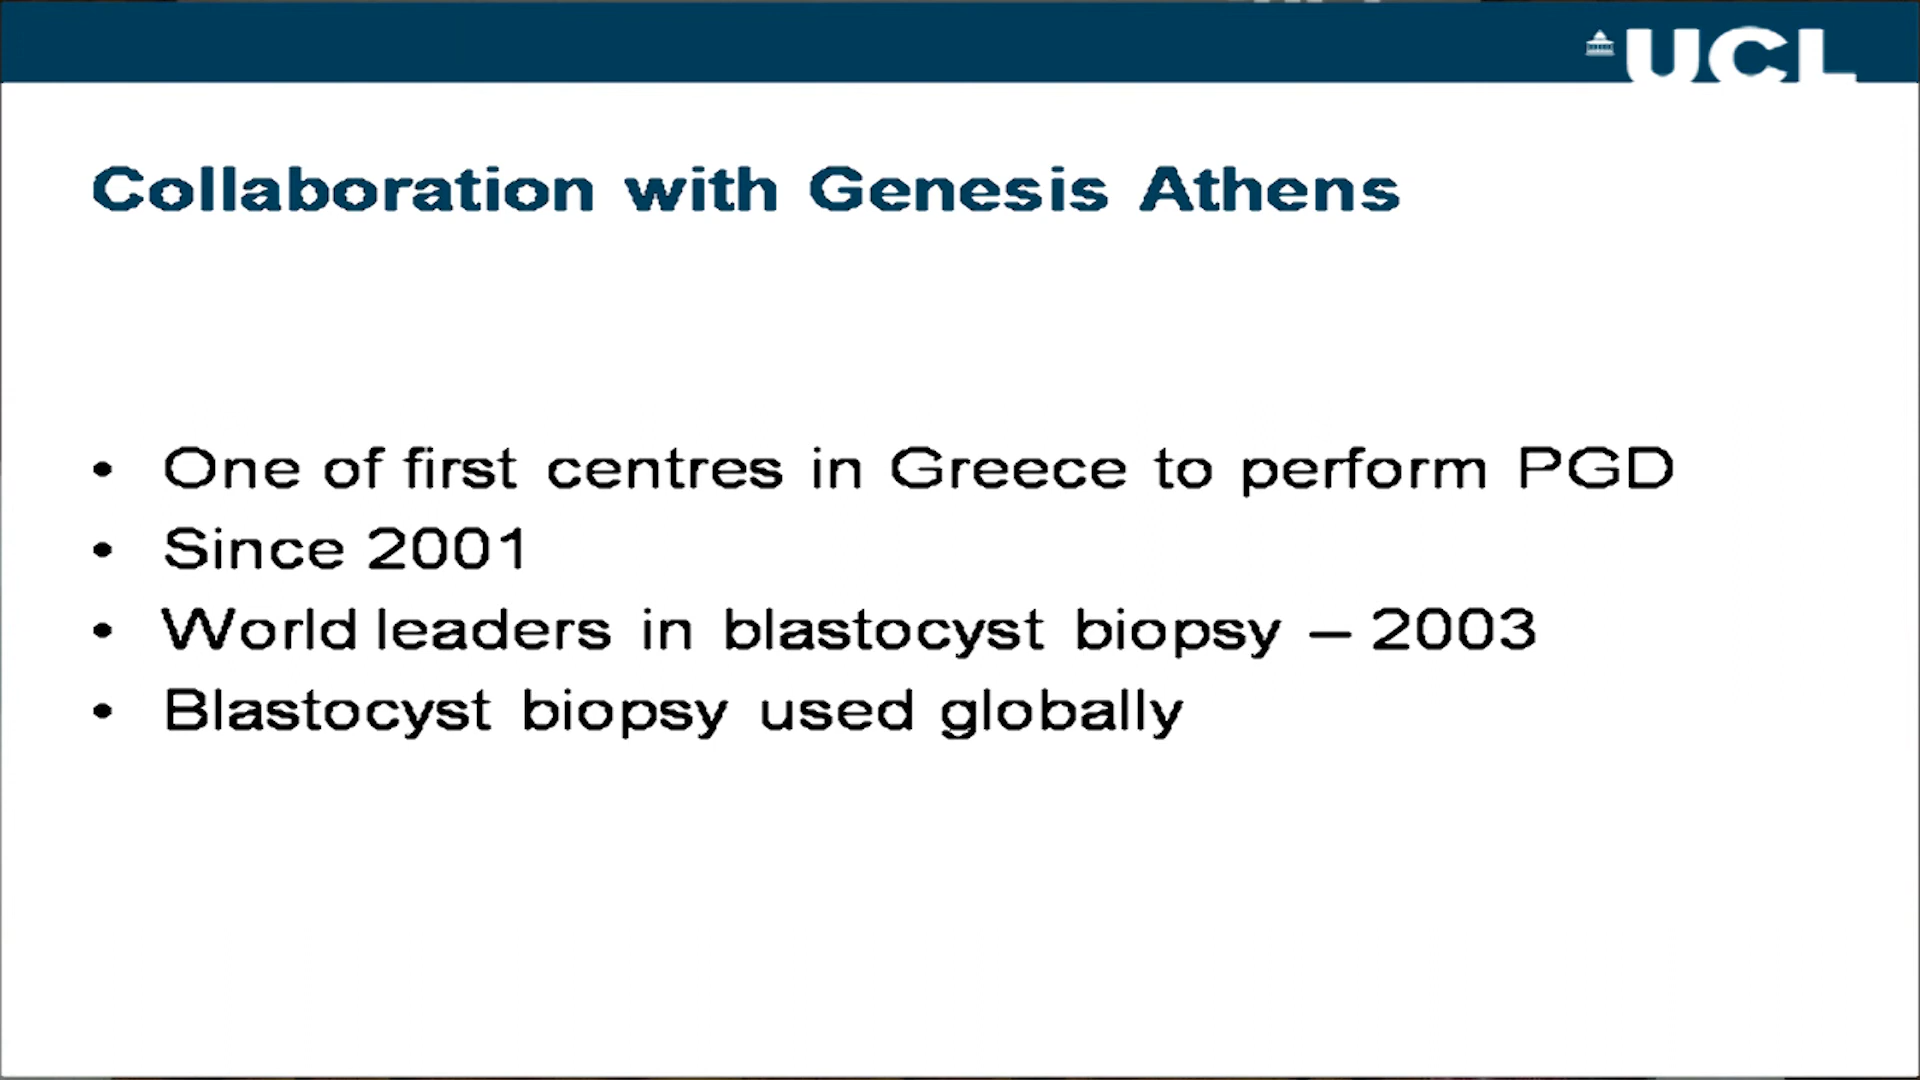 UCL
Collaboration with Genesis Athens
• One of first centres in Greece to perform PGD
• Since 2001
• World leaders in blastocyst biopsy – 2003
• Blastocyst biopsy used globally